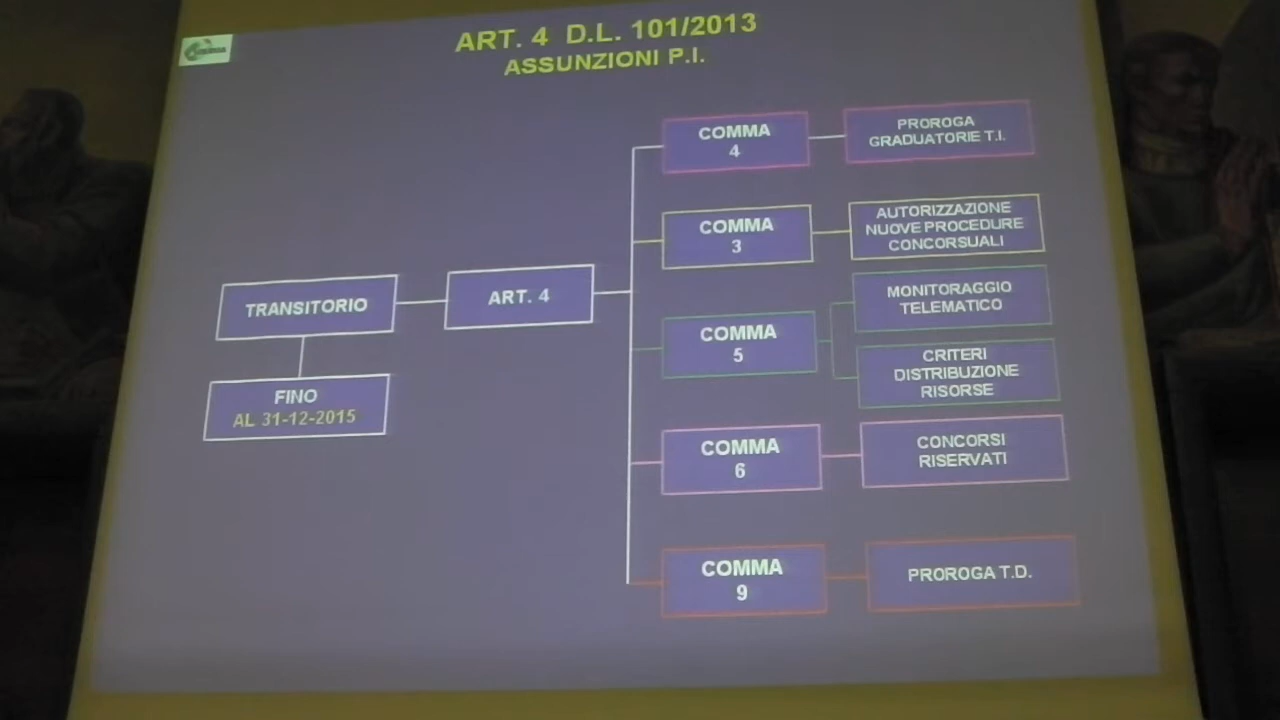 ART. 4 D.L. 101/2013
ASSUNZIONI P.I.
TRANSITORIO
FINO
AL 31-12-2015
ART. 4
COMMA
4
PROROGA
GRADUATORIE T.I.
COMMA
3
AUTORIZZAZIONE
NUOVE PROCEDURE
CONCORSUALI
COMMA
5
MONITORAGGIO
TELEMATICO
CRITERI
DISTRIBUZIONE
RISORSE
COMMA
6
CONCORSI
RISERVATI
COMMA
9
PROROGA T.D.